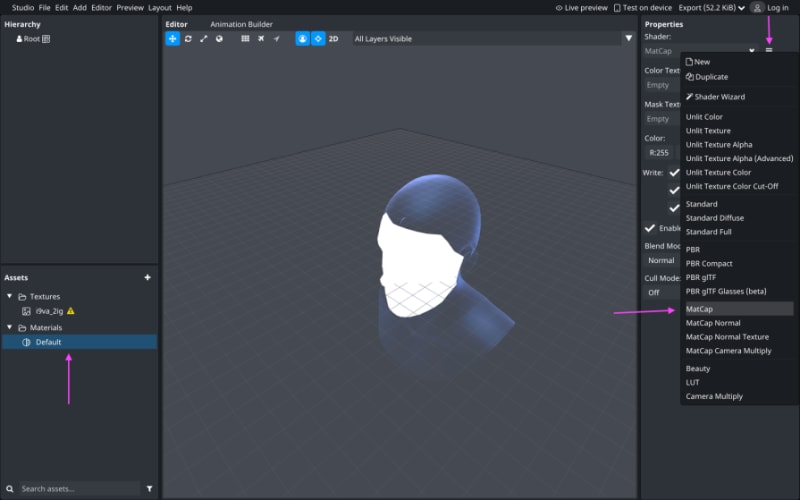 Studio File Edit Add Editor Preview Layout Help
Live preview Test on device Export (52.2 KiB) Log in
Hierarchy
Root
Editor Animation Builder
2D All Layers Visible
Properties
Shader:
MatCap
Color Textu
Empty
Mask Textu
Empty
Color:
R:255
Write:
Enable
Blend Mod
Normal
Cull Mode:
Off
New
Duplicate
Shader Wizard
Unlit Color
Unlit Texture
Unlit Texture Alpha
Unlit Texture Alpha (Advanced)
Unlit Texture Color
Unlit Texture Color Cut-Off
Standard
Standard Diffuse
Standard Full
PBR
PBR Compact
PBR glTF
PBR glTF Glasses (beta)
MatCap
MatCap Normal
MatCap Normal Texture
MatCap Camera Multiply
Beauty
LUT
Camera Multiply
Assets
Textures
i9va_2ig
Materials
Default
Search assets...